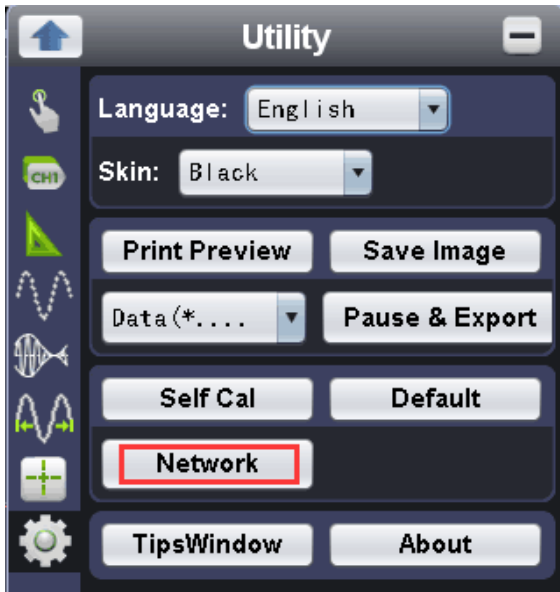 Utility
Language: English
CH1
Skin: Black
Print Preview Save Image
Data(*.... Pause & Export
Self Cal Default
Network
TipsWindow About